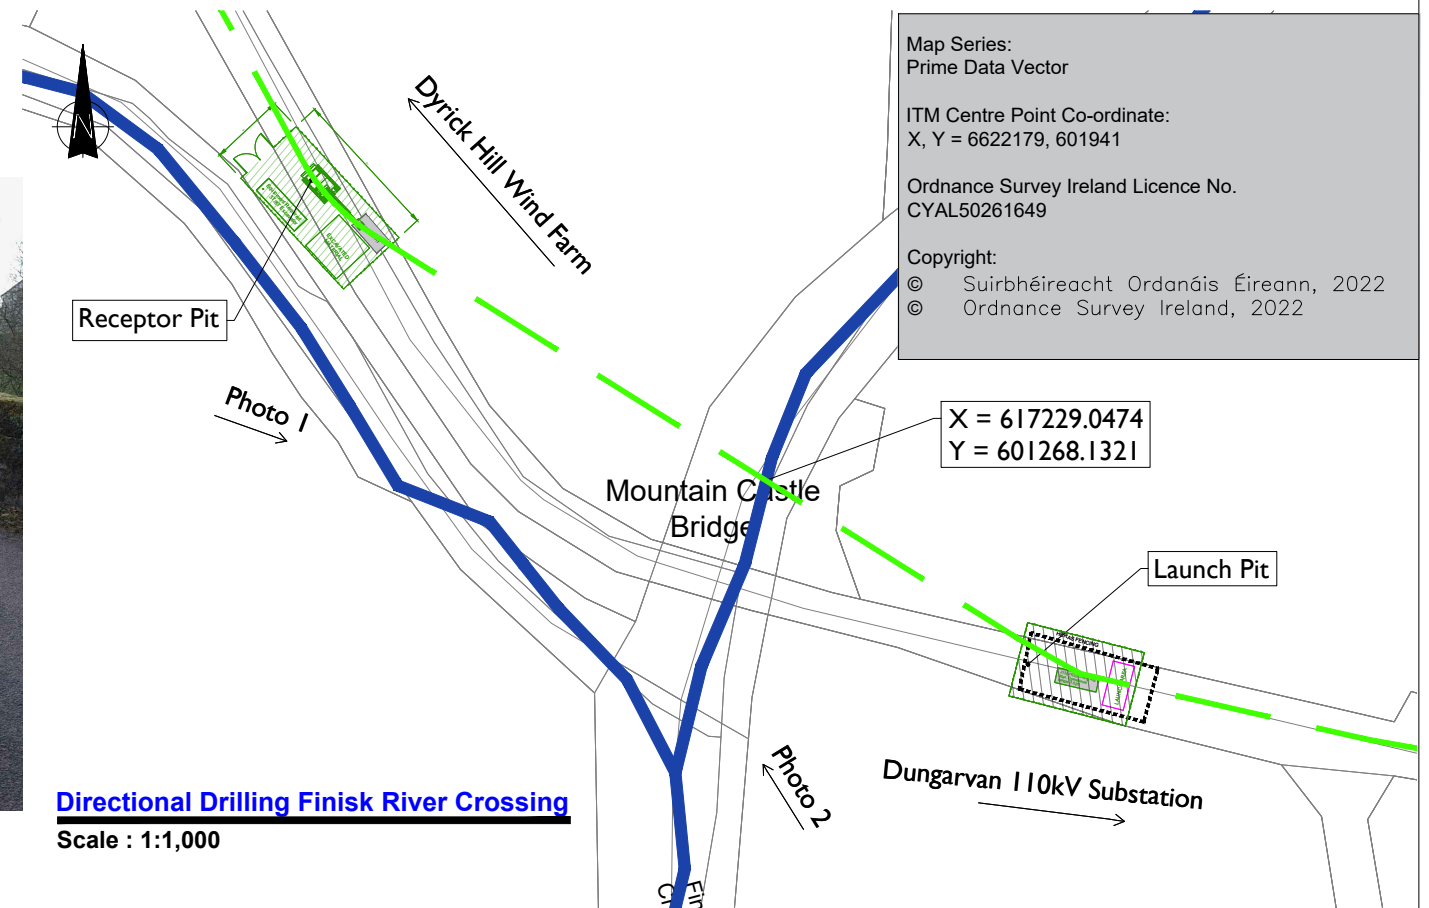 Map Series:
Prime Data Vector
ITM Centre Point Co-ordinate:
X, Y = 6622179, 601941
Ordnance Survey Ireland Licence No.
CYAL50261649
Copyright:
© Suirbhéireacht Ordanáis Éireann, 2022
© Ordnance Survey Ireland, 2022
N
Dyrick Hill Wind Farm
Receptor Pit
Photo 1
X = 617229.0474
Y = 601268.1321
Mountain Castle
Bridge
Launch Pit
Photo 2
Dungarvan 110kV Substation
Directional Drilling Finisk River Crossing
Scale : 1:1,000